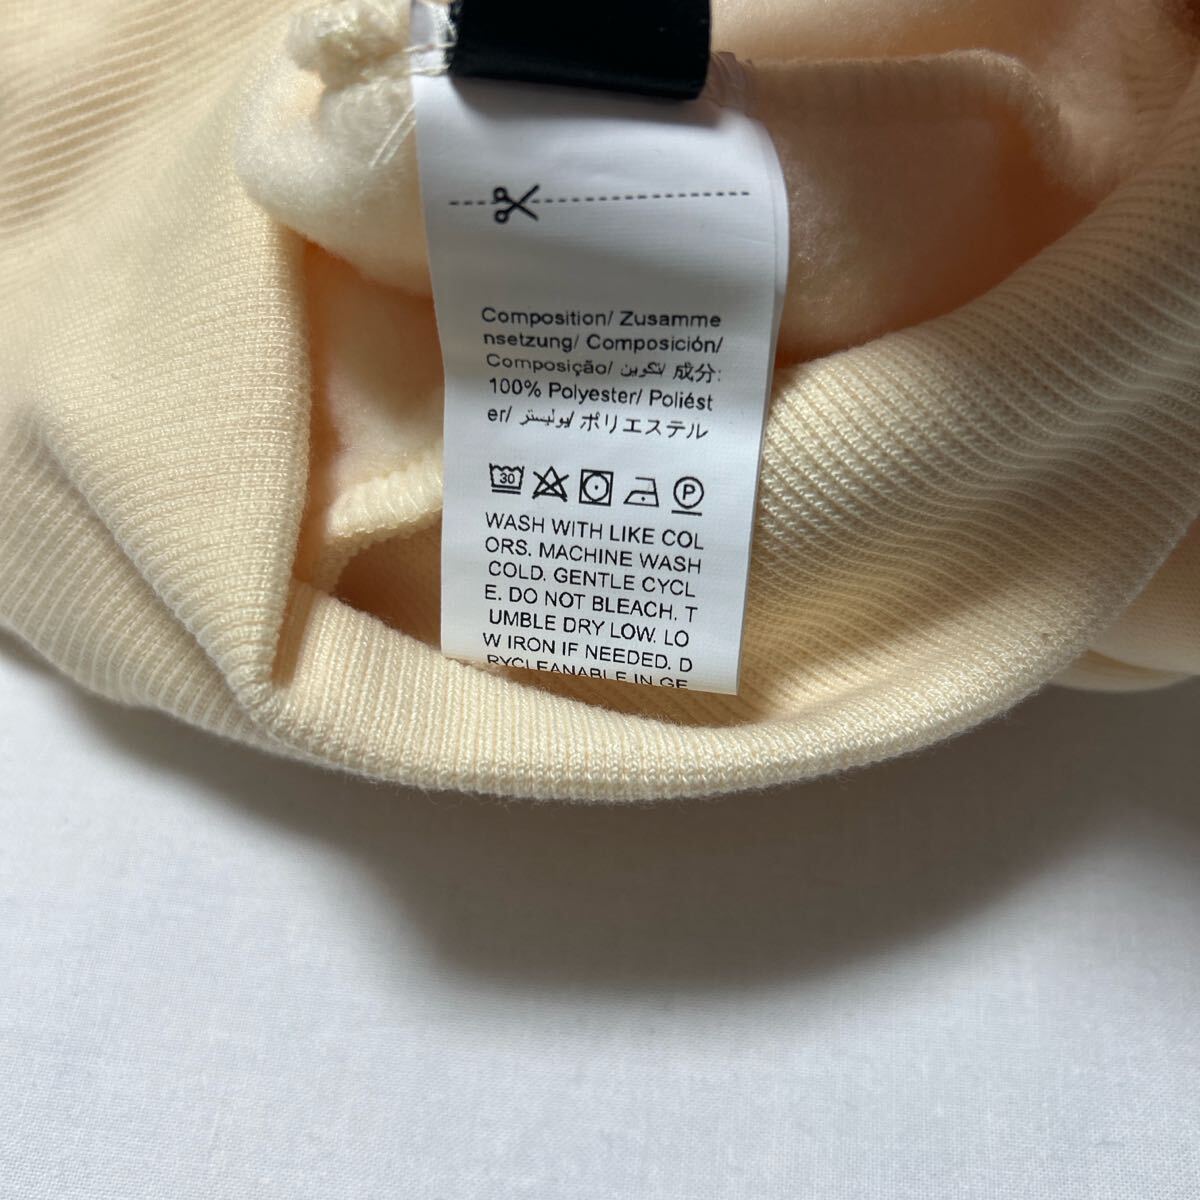 Composition/ Zusamme
nsetzung/ Composición/
Composição/ التكوين/ 成分:
100% Polyester/ Poliést
er/ بوليستر/ ポリエステル
30 P
WASH WITH LIKE COL
ORS. MACHINE WASH
COLD. GENTLE CYCL
E. DO NOT BLEACH. T
UMBLE DRY LOW. LO
W IRON IF NEEDED. D
RYCLEANABLE IN GE